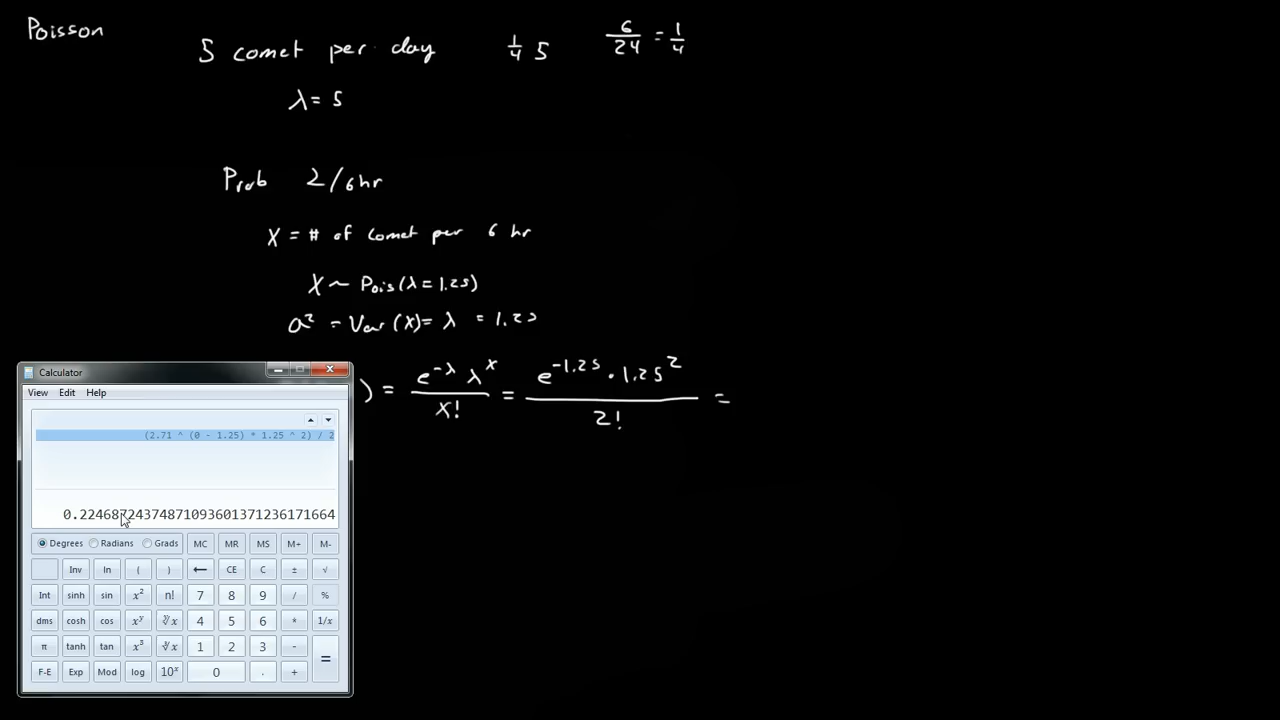 Poisson
5 comet per day  1/4 5  6/24 = 1/4
λ = 5
Prob 2/6hr
X = # of comet per 6 hr
X ~ Pois(λ = 1.25)
σ² = Var(X) = λ = 1.25
) = e^-λ λ^x / x! = e^-1.25 · 1.25² / 2! =
Calculator
View Edit Help
(2.71 ^ (0 - 1.25) * 1.25 ^ 2) / 2
0.22468724374871093601371236171664
Degrees Radians Grads MC MR MS M+ M-
Inv ln ( ) ← CE C ± √
Int sinh sin x² n! 7 8 9 / %
dms cosh cos xʸ ʸ√x 4 5 6 * 1/x
π tanh tan x³ ³√x 1 2 3 - =
F-E Exp Mod log 10ˣ 0 . +